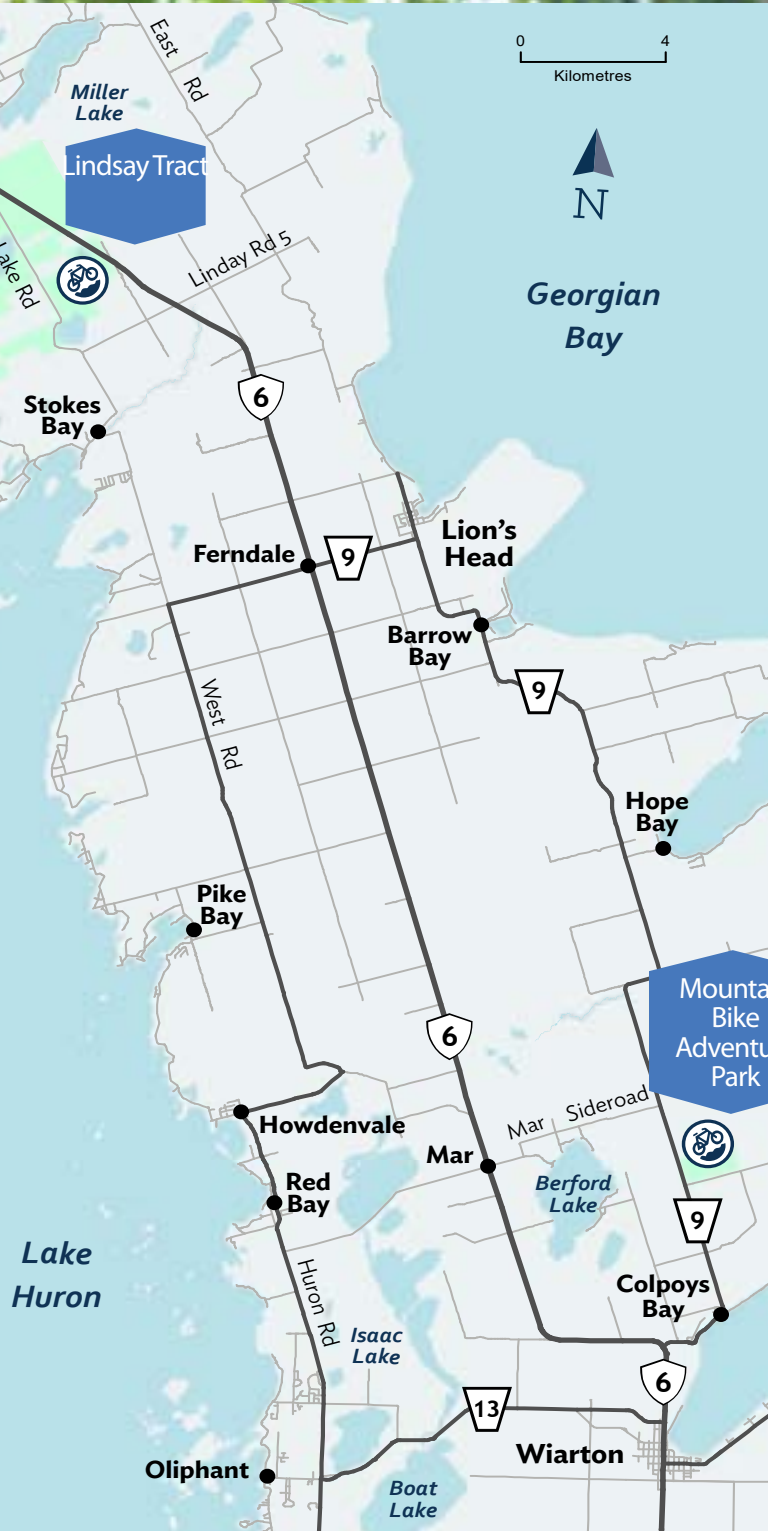 East Rd
0 4
Kilometres
Miller
Lake
Lindsay Tract
N
Lake Rd
Linday Rd 5
Georgian
Bay
6
Stokes
Bay
Lion's
Head
Ferndale
9
Barrow
Bay
9
West Rd
Hope
Bay
Pike
Bay
Mounta
Bike
Adventu
Park
6
Mar Sideroad
Howdenvale
Mar
Red
Bay
Berford
Lake
9
Lake
Huron
Huron Rd
Colpoys
Bay
Isaac
Lake
6
13
Wiarton
Oliphant
Boat
Lake